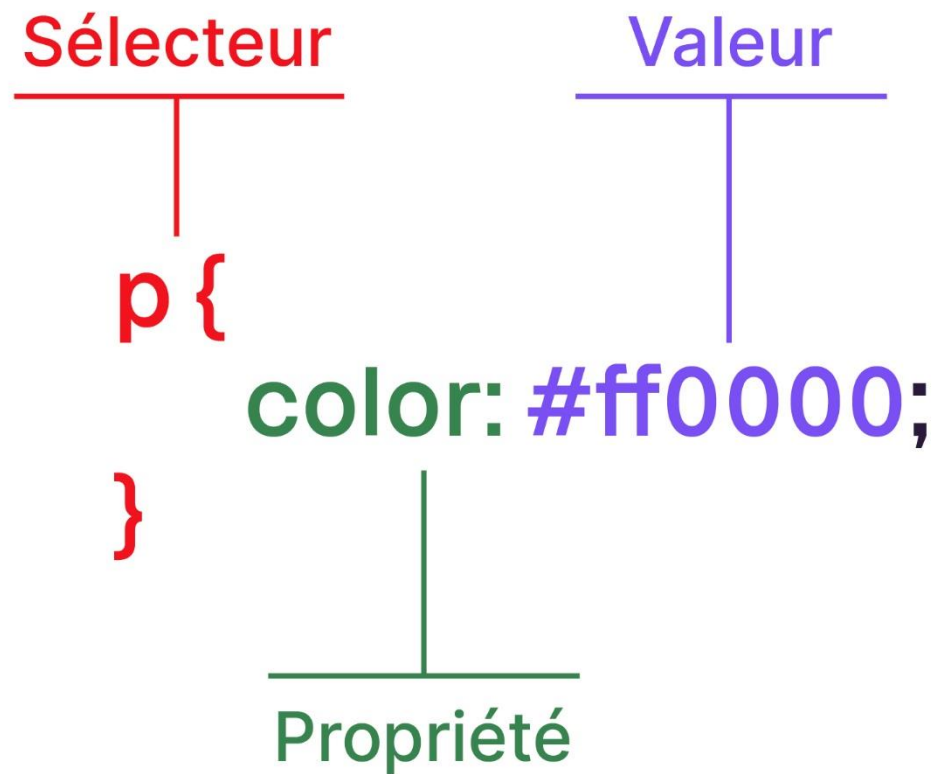 Sélecteur
Valeur
p {
color: #ff0000;
}
Propriété